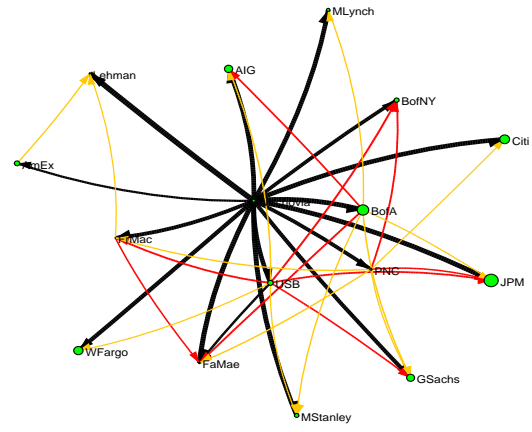 MLynch
AIG
Lehman
BofNY
Citi
AmEx
BofA
FrMac
PNC
USB
JPM
WFargo
FaMae
GSachs
MStanley